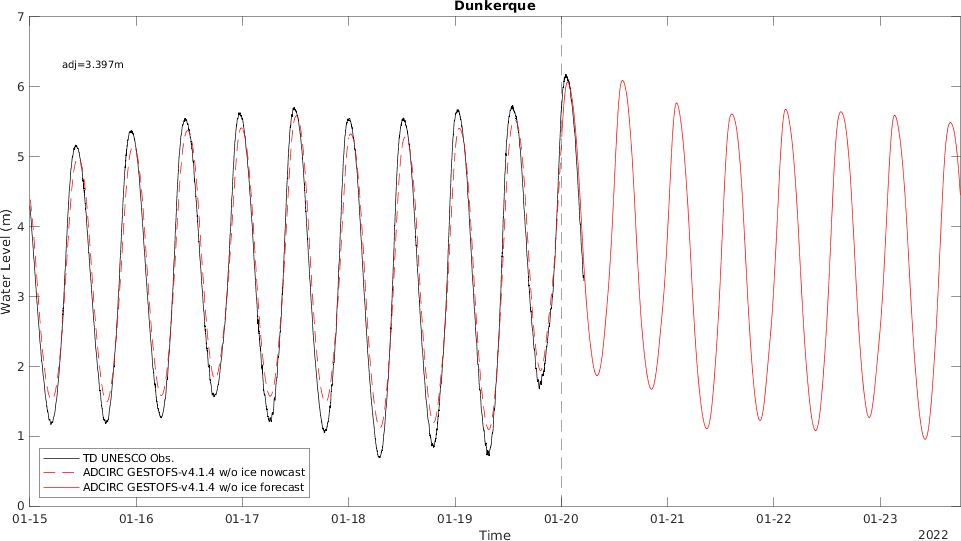 Dunkerque
7
adj=3.397m
6
5
4
3
2
1
0
Water Level (m)
TD UNESCO Obs.
ADCIRC GESTOFS-v4.1.4 w/o ice nowcast
ADCIRC GESTOFS-v4.1.4 w/o ice forecast
01-15 01-16 01-17 01-18 01-19 01-20 01-21 01-22 01-23
Time
2022